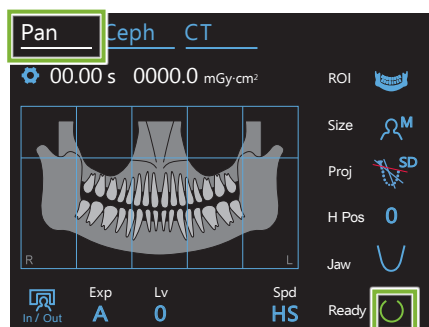 Pan Ceph CT
00.00 s 0000.0 mGy·cm²
ROI
Size M
Proj SD
H Pos 0
R L
Jaw
In / Out
Exp A
Lv 0
Spd HS
Ready